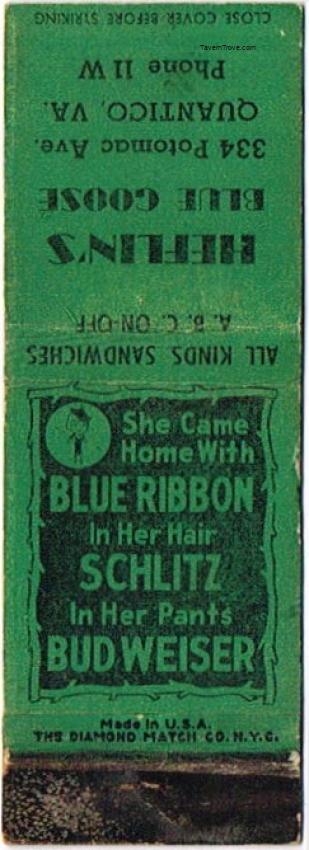 CLOSE COVER BEFORE STRIKING
TavernTrove.com
Phone 11 W
QUANTICO, VA.
334 Potomac Ave.
BLUE GOOSE
HEFLIN'S
A. B. C. ON-OFF
ALL KINDS SANDWICHES
She Came
Home With
BLUE RIBBON
In Her Hair
SCHLITZ
In Her Pants
BUDWEISER
Made in U.S.A.
THE DIAMOND MATCH CO. N.Y.C.